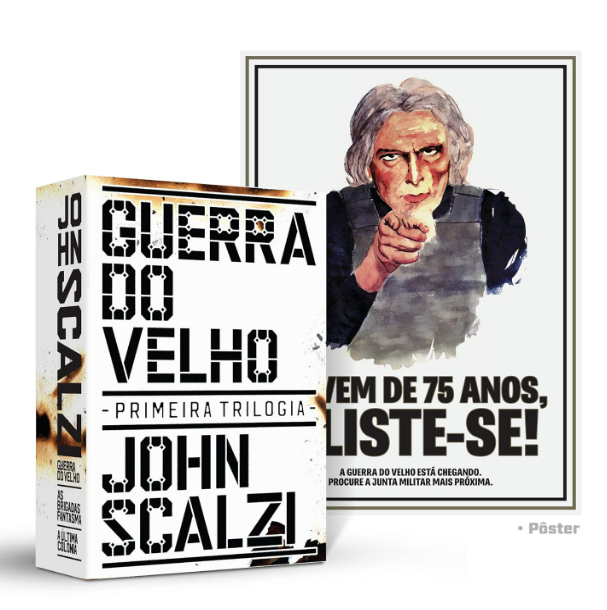 JOHN SCALZI
GUERRA
DO VELHO
AS
BRIGADAS
FANTASMA
A ÚLTIMA
COLÔNIA
GUERRA
DO
VELHO
-PRIMEIRA TRILOGIA-
JOHN
SCALZI
VEM DE 75 ANOS,
LISTE-SE!
A GUERRA DO VELHO ESTÁ CHEGANDO.
PROCURE A JUNTA MILITAR MAIS PRÓXIMA.
• Pôster